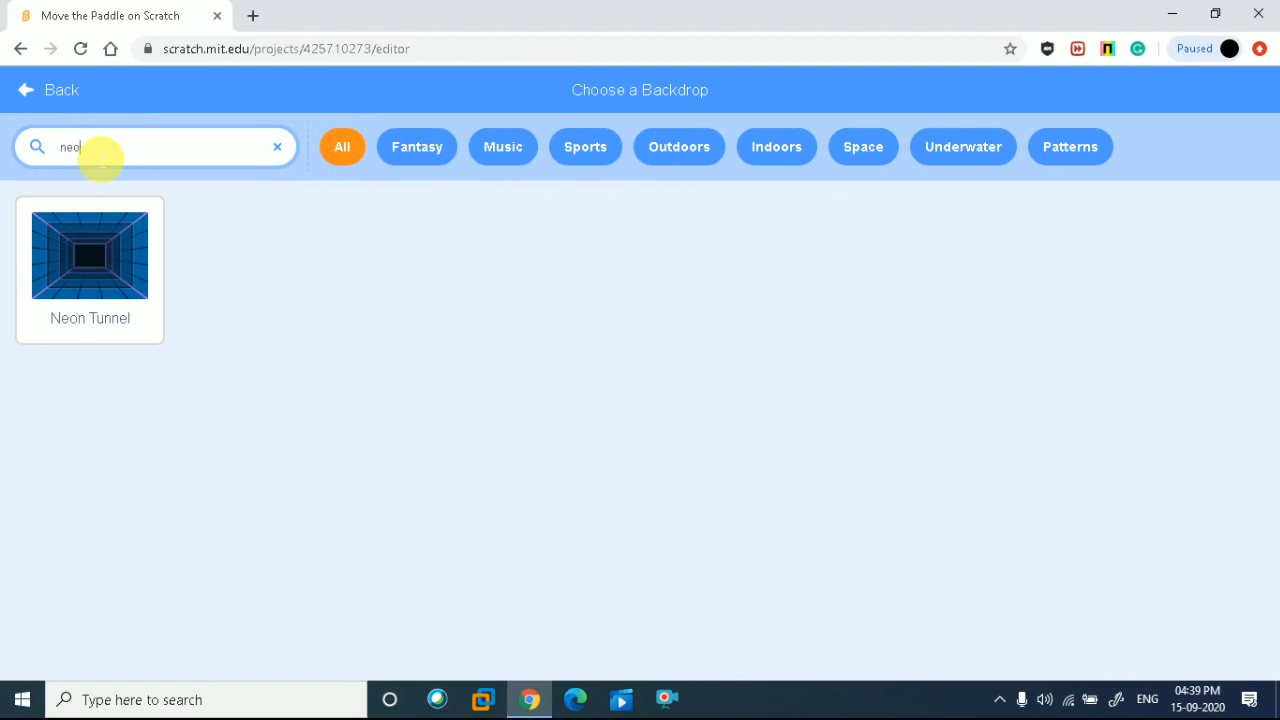 Move the Paddle on Scratch
scratch.mit.edu/projects/425710273/editor
Paused
Back
Choose a Backdrop
neo
All
Fantasy
Music
Sports
Outdoors
Indoors
Space
Underwater
Patterns
Neon Tunnel
Type here to search
ENG
04:39 PM
15-09-2020